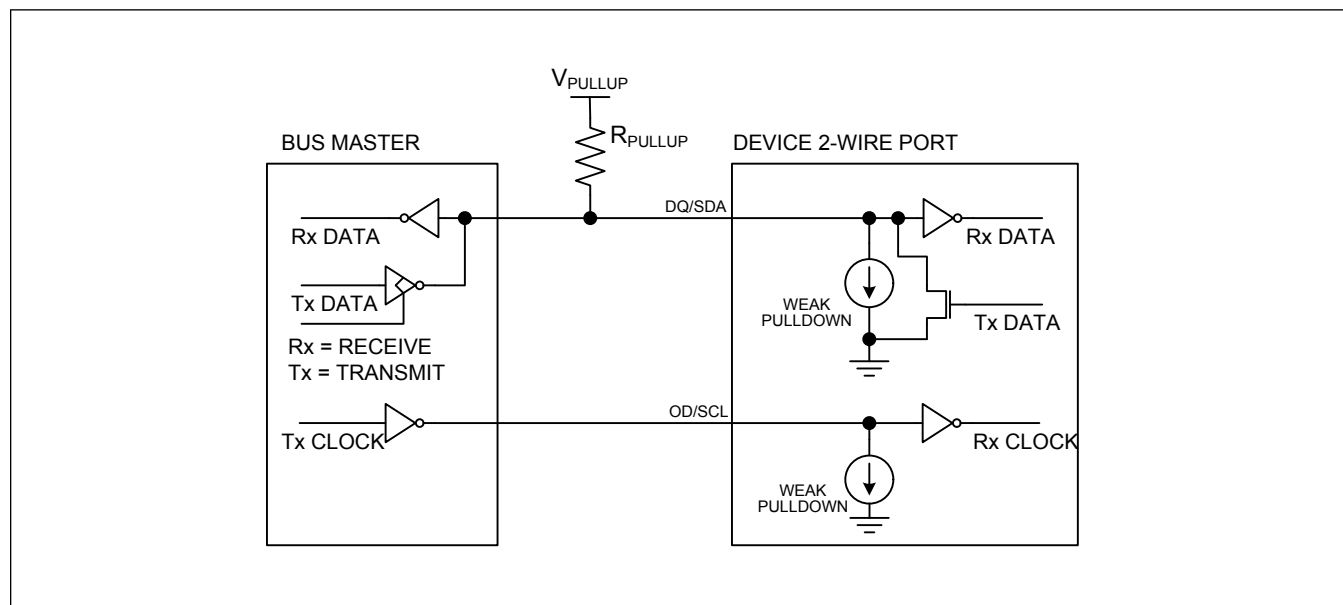 VPULLUP
RPULLUP
BUS MASTER
DEVICE 2-WIRE PORT
DQ/SDA
Rx DATA
Rx DATA
Tx DATA
WEAK
PULLDOWN
Tx DATA
Rx = RECEIVE
Tx = TRANSMIT
OD/SCL
Tx CLOCK
Rx CLOCK
WEAK
PULLDOWN